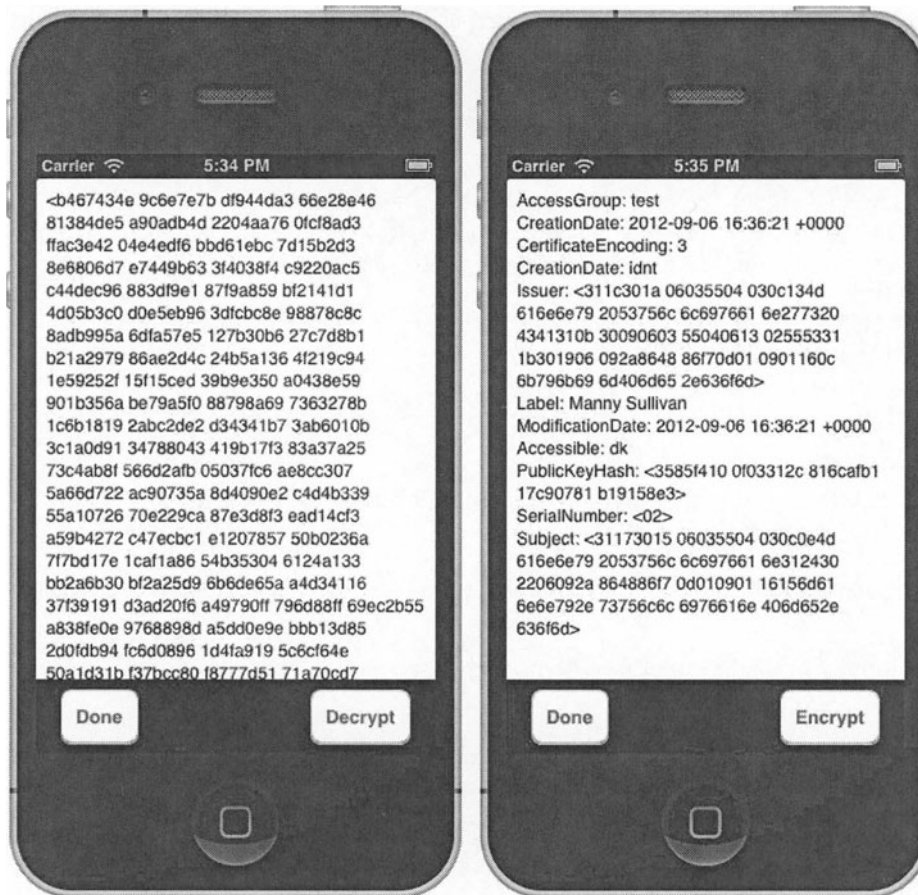 Carrier 5:34 PM
<b467434e 9c6e7e7b df944da3 66e28e46
81384de5 a90adb4d 2204aa76 0fcf8ad3
ffac3e42 04e4edf6 bbd61ebc 7d15b2d3
8e6806d7 e7449b63 3f4038f4 c9220ac5
c44dec96 883df9e1 87f9a859 bf2141d1
4d05b3c0 d0e5eb96 3dfcbc8e 98878c8c
8adb995a 6dfa57e5 127b30b6 27c7d8b1
b21a2979 86ae2d4c 24b5a136 4f219c94
1e59252f 15f15ced 39b9e350 a0438e59
901b356a be79a5f0 88798a69 7363278b
1c6b1819 2abc2de2 d34341b7 3ab6010b
3c1a0d91 34788043 419b17f3 83a37a25
73c4ab8f 566d2afb 05037fc6 ae8cc307
5a66d722 ac90735a 8d4090e2 c4d4b339
55a10726 70e229ca 87e3d8f3 ead14cf3
a59b4272 c47ecbc1 e1207857 50b0236a
7f7bd17e 1caf1a86 54b35304 6124a133
bb2a6b30 bf2a25d9 6b6de65a a4d34116
37f39191 d3ad20f6 a49790ff 796d88ff 69ec2b55
a838fe0e 9768898d a5dd0e9e bbb13d85
2d0fdb94 fc6d0896 1d4fa919 5c6cf64e
50a1d31b f37bcc80 f8777d51 71a70cd7
Done Decrypt
Carrier 5:35 PM
AccessGroup: test
CreationDate: 2012-09-06 16:36:21 +0000
CertificateEncoding: 3
CreationDate: idnt
Issuer: <311c301a 06035504 030c134d
616e6e79 2053756c 6c697661 6e277320
4341310b 30090603 55040613 02555331
1b301906 092a8648 86f70d01 0901160c
6b796b69 6d406d65 2e636f6d>
Label: Manny Sullivan
ModificationDate: 2012-09-06 16:36:21 +0000
Accessible: dk
PublicKeyHash: <3585f410 0f03312c 816cafb1
17c90781 b19158e3>
SerialNumber: <02>
Subject: <31173015 06035504 030c0e4d
616e6e79 2053756c 6c697661 6e312430
2206092a 864886f7 0d010901 16156d61
6e6e792e 73756c6c 6976616e 406d652e
636f6d>
Done Encrypt